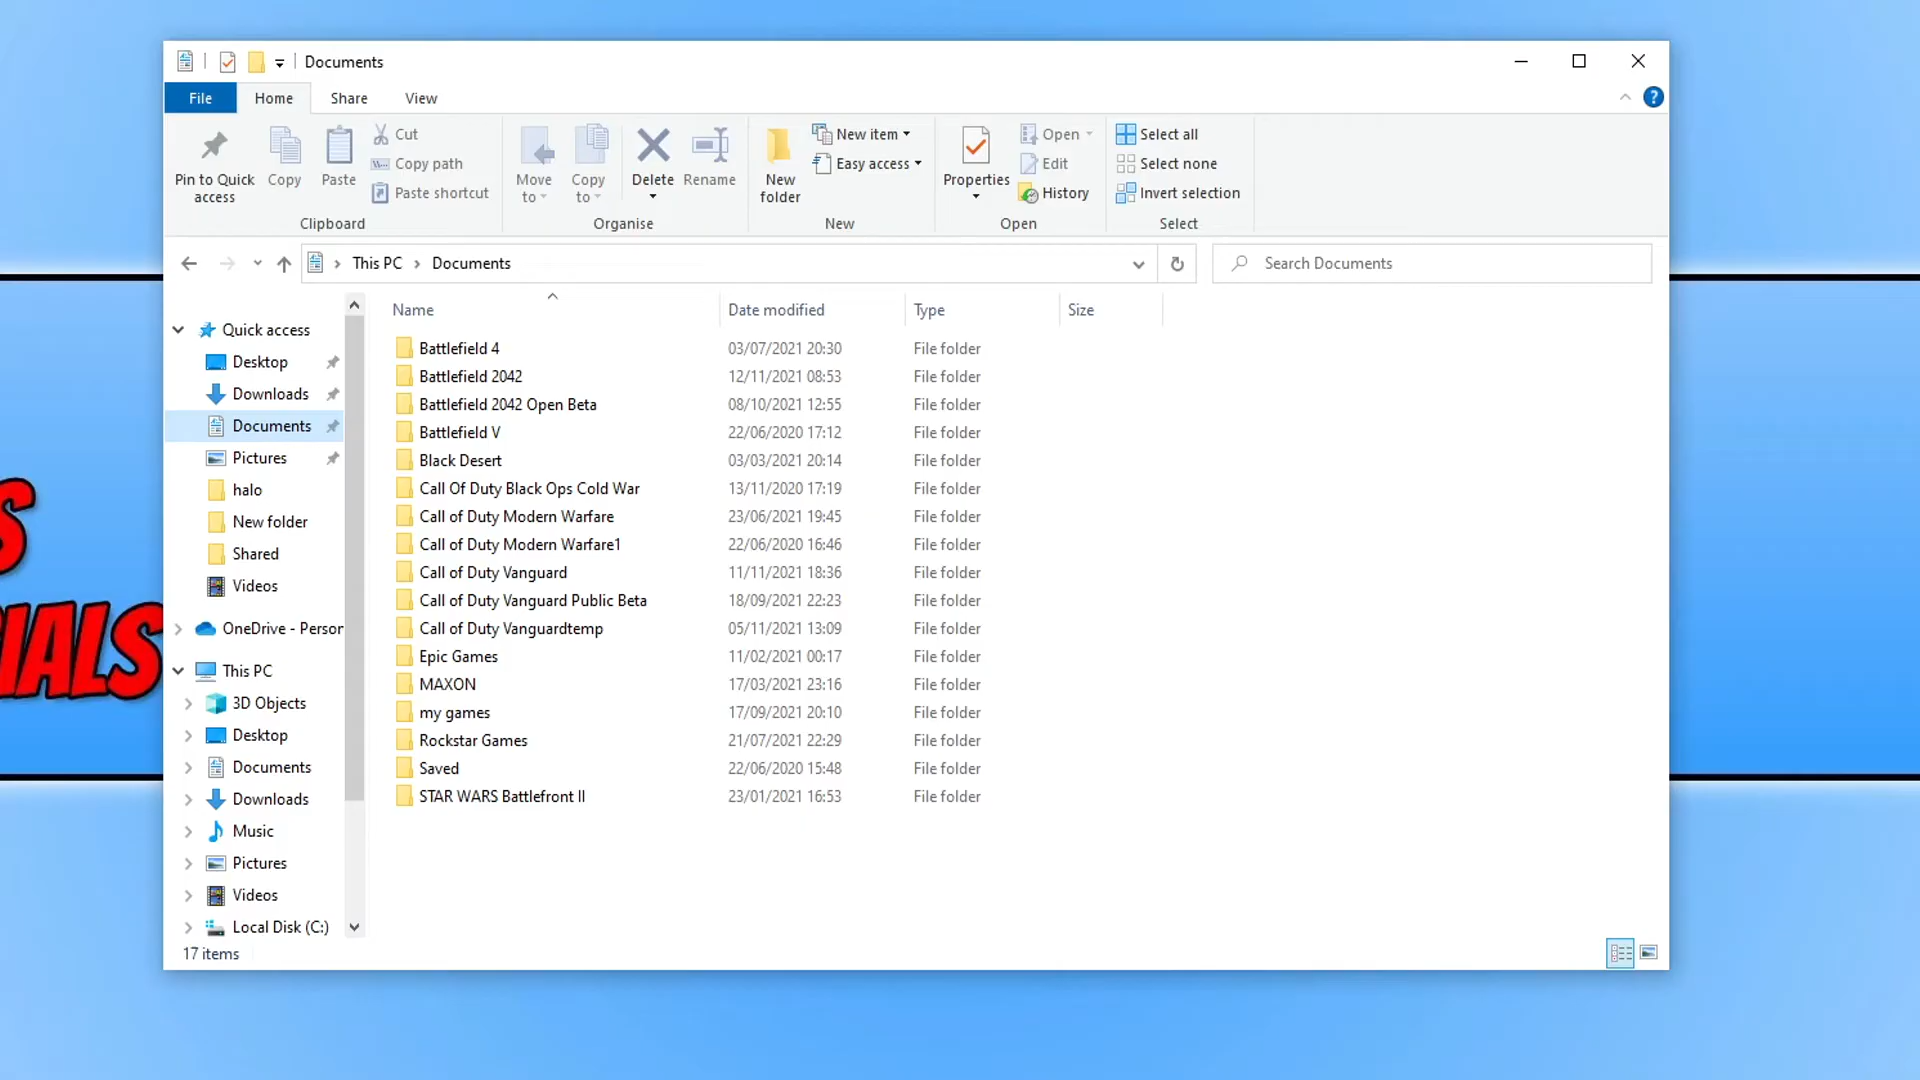 Documents
File Home Share View
Pin to Quick access
Copy
Paste
Cut
Copy path
Paste shortcut
Clipboard
Move to
Copy to
Delete
Rename
Organise
New folder
New item
Easy access
New
Properties
Open
Edit
History
Open
Select all
Select none
Invert selection
Select
This PC > Documents
Search Documents
Quick access
Desktop
Downloads
Documents
Pictures
halo
New folder
Shared
Videos
OneDrive - Person
This PC
3D Objects
Desktop
Documents
Downloads
Music
Pictures
Videos
Local Disk (C:)
Name Date modified Type Size
Battlefield 4 03/07/2021 20:30 File folder
Battlefield 2042 12/11/2021 08:53 File folder
Battlefield 2042 Open Beta 08/10/2021 12:55 File folder
Battlefield V 22/06/2020 17:12 File folder
Black Desert 03/03/2021 20:14 File folder
Call Of Duty Black Ops Cold War 13/11/2020 17:19 File folder
Call of Duty Modern Warfare 23/06/2021 19:45 File folder
Call of Duty Modern Warfare1 22/06/2020 16:46 File folder
Call of Duty Vanguard 11/11/2021 18:36 File folder
Call of Duty Vanguard Public Beta 18/09/2021 22:23 File folder
Call of Duty Vanguardtemp 05/11/2021 13:09 File folder
Epic Games 11/02/2021 00:17 File folder
MAXON 17/03/2021 23:16 File folder
my games 17/09/2021 20:10 File folder
Rockstar Games 21/07/2021 22:29 File folder
Saved 22/06/2020 15:48 File folder
STAR WARS Battlefront II 23/01/2021 16:53 File folder
17 items
S
IALS